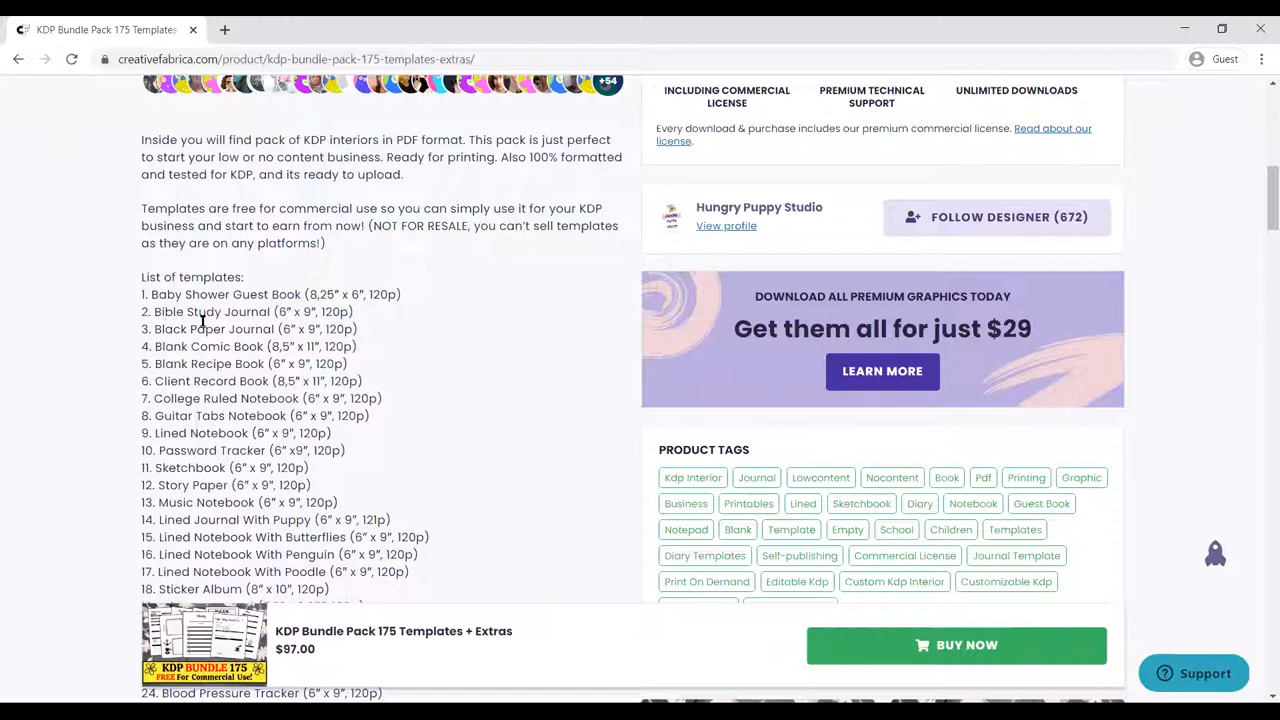 KDP Bundle Pack 175 Templates
creativefabrica.com/product/kdp-bundle-pack-175-templates-extras/
Guest
+54
Inside you will find pack of KDP interiors in PDF format. This pack is just perfect
to start your low or no content business. Ready for printing. Also 100% formatted
and tested for KDP, and its ready to upload.
Templates are free for commercial use so you can simply use it for your KDP
business and start to earn from now! (NOT FOR RESALE, you can't sell templates
as they are on any platforms!)
List of templates:
1. Baby Shower Guest Book (8,25″ x 6″, 120p)
2. Bible Study Journal (6″ x 9″, 120p)
3. Black Paper Journal (6″ x 9″, 120p)
4. Blank Comic Book (8,5″ x 11″, 120p)
5. Blank Recipe Book (6″ x 9″, 120p)
6. Client Record Book (8,5″ x 11″, 120p)
7. College Ruled Notebook (6″ x 9″, 120p)
8. Guitar Tabs Notebook (6″ x 9″, 120p)
9. Lined Notebook (6″ x 9″, 120p)
10. Password Tracker (6″ x9″, 120p)
11. Sketchbook (6″ x 9″, 120p)
12. Story Paper (6″ x 9″, 120p)
13. Music Notebook (6″ x 9″, 120p)
14. Lined Journal With Puppy (6″ x 9″, 121p)
15. Lined Notebook With Butterflies (6″ x 9″, 120p)
16. Lined Notebook With Penguin (6″ x 9″, 120p)
17. Lined Notebook With Poodle (6″ x 9″, 120p)
18. Sticker Album (8″ x 10″, 120p)
24. Blood Pressure Tracker (6″ x 9″, 120p)
INCLUDING COMMERCIAL
LICENSE
PREMIUM TECHNICAL
SUPPORT
UNLIMITED DOWNLOADS
Every download & purchase includes our premium commercial license. Read about our
license.
Hungry Puppy Studio
View profile
FOLLOW DESIGNER (672)
DOWNLOAD ALL PREMIUM GRAPHICS TODAY
Get them all for just $29
LEARN MORE
PRODUCT TAGS
Kdp Interior Journal Lowcontent Nocontent Book Pdf Printing Graphic
Business Printables Lined Sketchbook Diary Notebook Guest Book
Notepad Blank Template Empty School Children Templates
Diary Templates Self-publishing Commercial License Journal Template
Print On Demand Editable Kdp Custom Kdp Interior Customizable Kdp
KDP BUNDLE 175
FREE For Commercial Use!
KDP Bundle Pack 175 Templates + Extras
$97.00
BUY NOW
Support